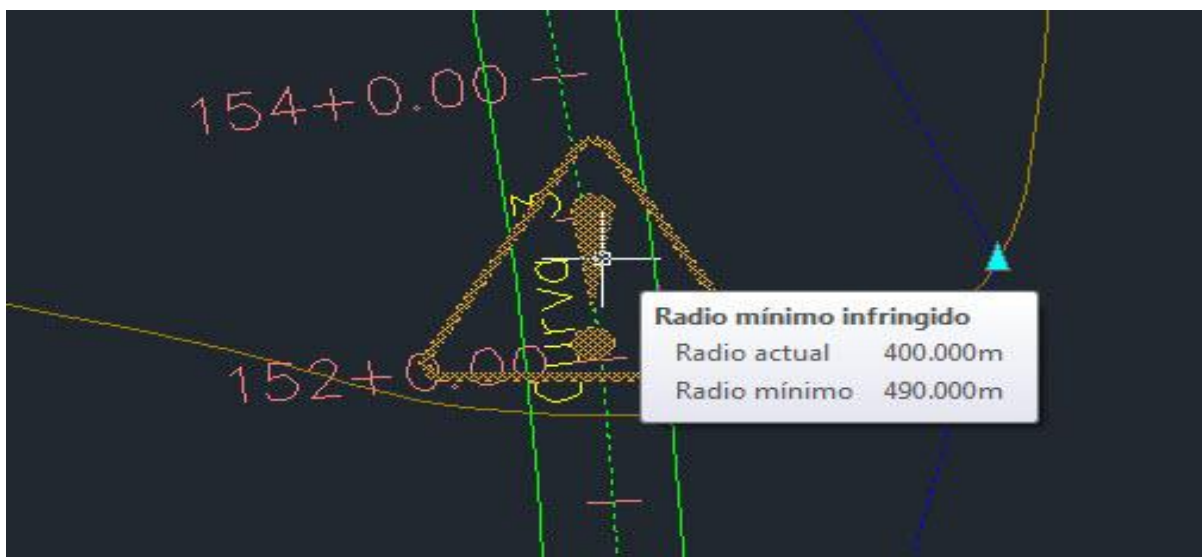 154+0.00
Curva 3
Radio mínimo infringido
Radio actual 400.000m
Radio mínimo 490.000m
152+0.00